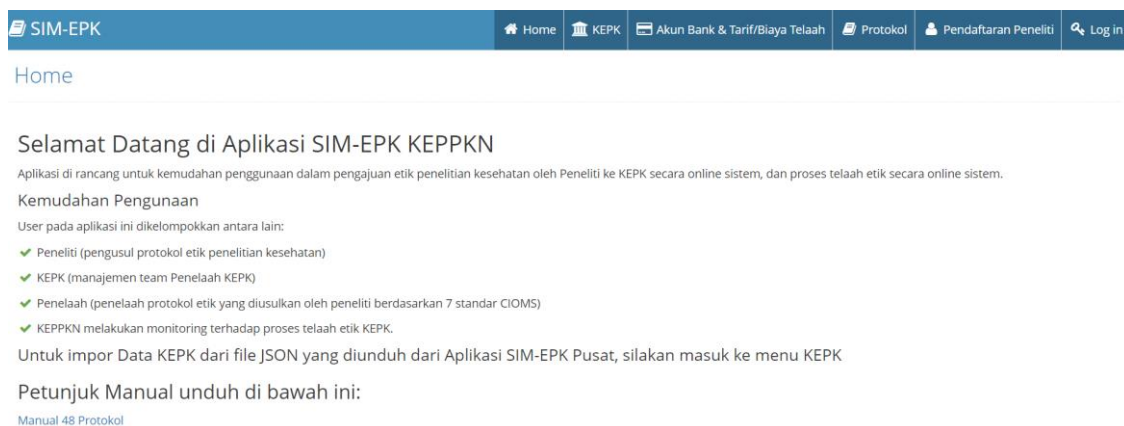 SIM-EPK
Home
KEPK
Akun Bank & Tarif/Biaya Telaah
Protokol
Pendaftaran Peneliti
Log in
Home
Selamat Datang di Aplikasi SIM-EPK KEPPKN
Aplikasi di rancang untuk kemudahan penggunaan dalam pengajuan etik penelitian kesehatan oleh Peneliti ke KEPK secara online sistem, dan proses telaah etik secara online sistem.
Kemudahan Pengunaan
User pada aplikasi ini dikelompokkan antara lain:
Peneliti (pengusul protokol etik penelitian kesehatan)
KEPK (manajemen team Penelaah KEPK)
Penelaah (penelaah protokol etik yang diusulkan oleh peneliti berdasarkan 7 standar CIOMS)
KEPPKN melakukan monitoring terhadap proses telaah etik KEPK.
Untuk impor Data KEPK dari file JSON yang diunduh dari Aplikasi SIM-EPK Pusat, silakan masuk ke menu KEPK
Petunjuk Manual unduh di bawah ini:
Manual 48 Protokol